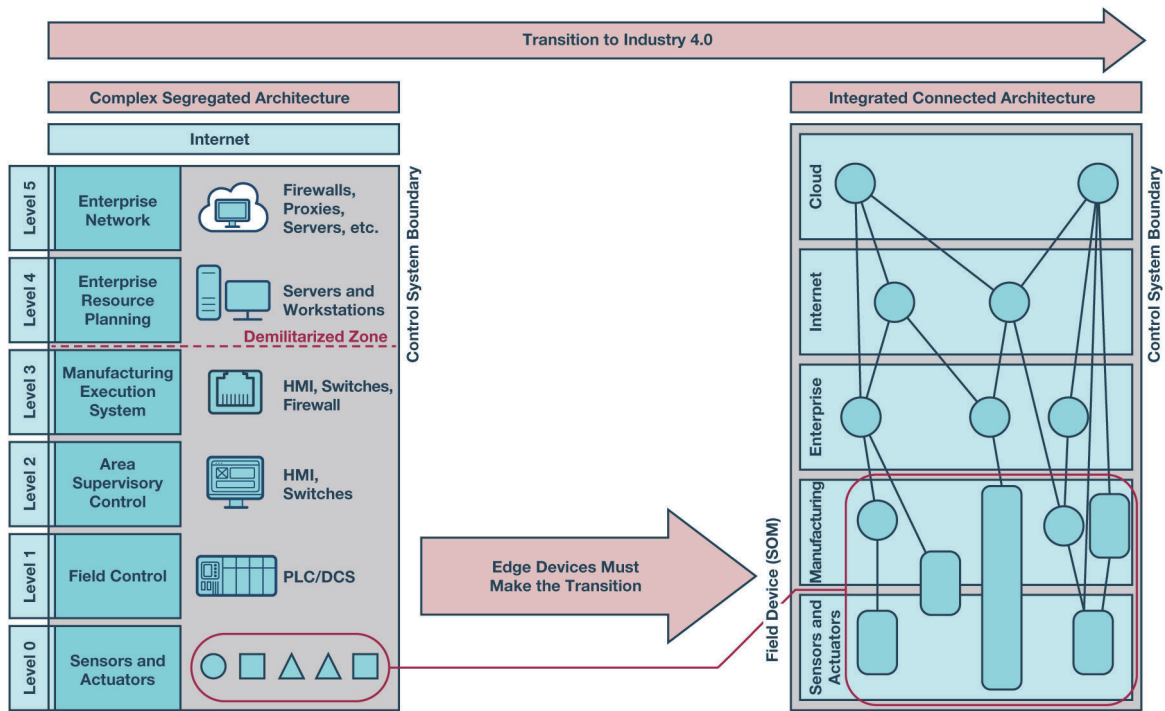 Transition to Industry 4.0
Complex Segregated Architecture
Internet
Level 5
Enterprise
Network
Firewalls,
Proxies,
Servers, etc.
Level 4
Enterprise
Resource
Planning
Servers and
Workstations
Demilitarized Zone
Level 3
Manufacturing
Execution
System
HMI, Switches,
Firewall
Level 2
Area
Supervisory
Control
HMI,
Switches
Level 1
Field Control
PLC/DCS
Level 0
Sensors and
Actuators
Control System Boundary
Edge Devices Must
Make the Transition
Integrated Connected Architecture
Cloud
Internet
Enterprise
Manufacturing
Sensors and
Actuators
Field Device (SOM)
Control System Boundary